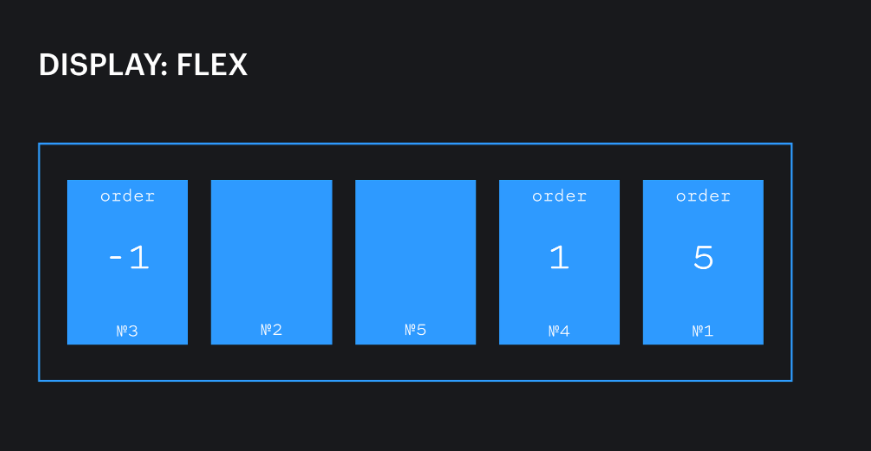 DISPLAY: FLEX
order order order
-1 1 5
№3 №2 №5 №4 №1